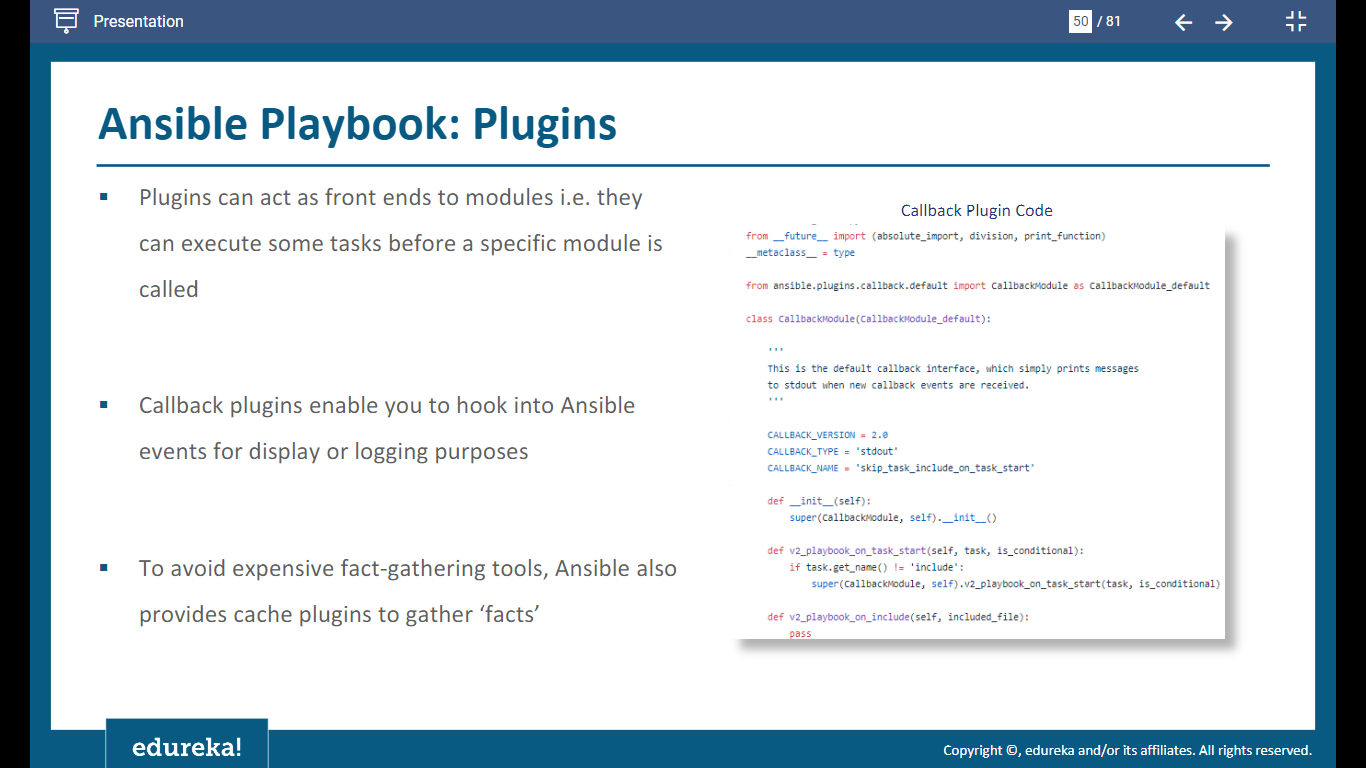 Presentation
50 / 81
Ansible Playbook: Plugins
▪ Plugins can act as front ends to modules i.e. they
can execute some tasks before a specific module is
called
▪ Callback plugins enable you to hook into Ansible
events for display or logging purposes
▪ To avoid expensive fact-gathering tools, Ansible also
provides cache plugins to gather ‘facts’
Callback Plugin Code
from __future__ import (absolute_import, division, print_function)
__metaclass__ = type
from ansible.plugins.callback.default import CallbackModule as CallbackModule_default
class CallbackModule(CallbackModule_default):
'''
This is the default callback interface, which simply prints messages
to stdout when new callback events are received.
'''
CALLBACK_VERSION = 2.0
CALLBACK_TYPE = 'stdout'
CALLBACK_NAME = 'skip_task_include_on_task_start'
def __init__(self):
super(CallbackModule, self).__init__()
def v2_playbook_on_task_start(self, task, is_conditional):
if task.get_name() != 'include':
super(CallbackModule, self).v2_playbook_on_task_start(task, is_conditional)
def v2_playbook_on_include(self, included_file):
pass
edureka!
Copyright ©, edureka and/or its affiliates. All rights reserved.